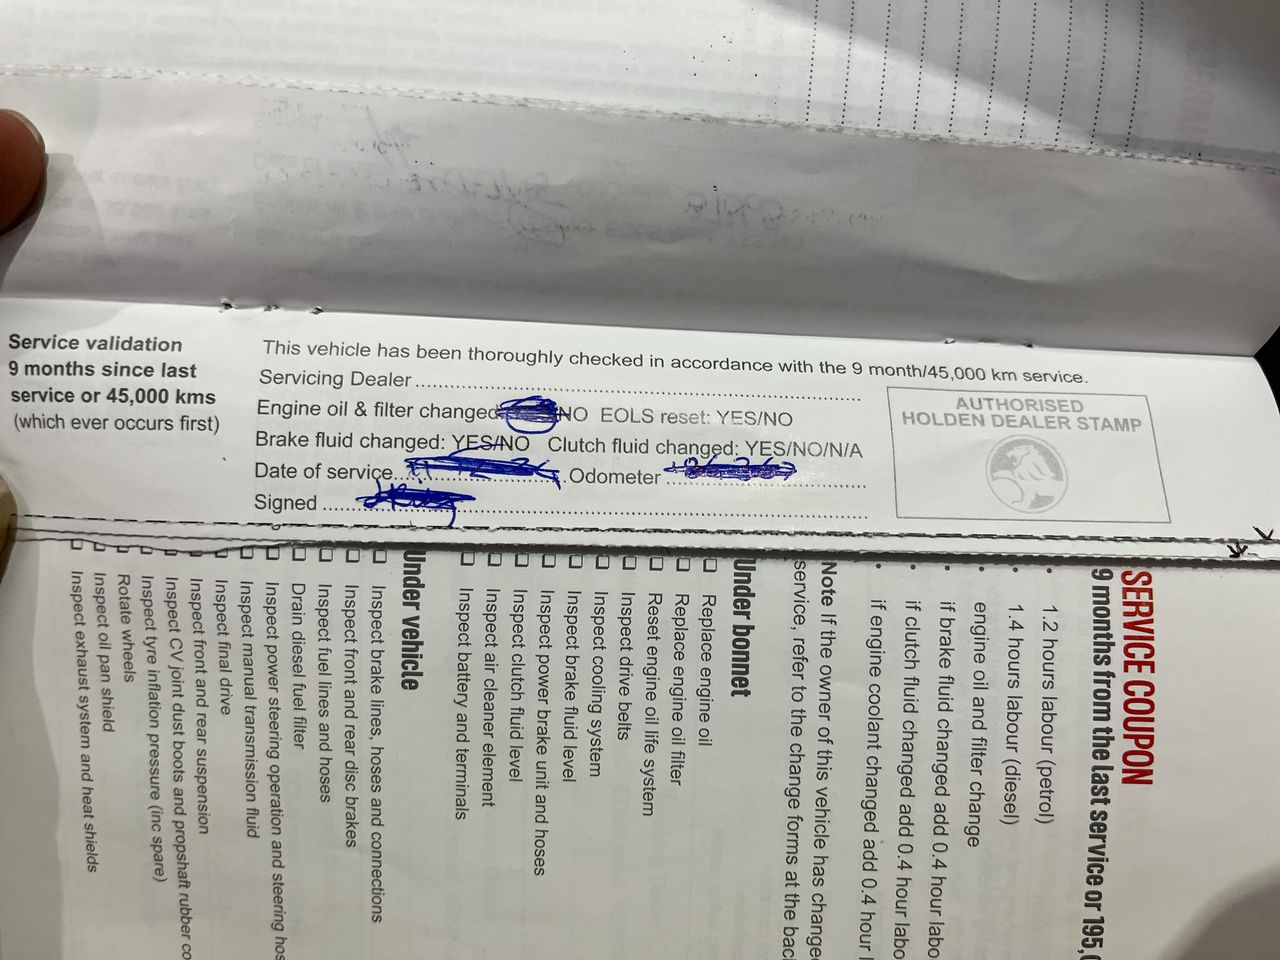 Service validation
9 months since last
service or 45,000 kms
(which ever occurs first)
This vehicle has been thoroughly checked in accordance with the 9 month/45,000 km service.
Servicing Dealer
Engine oil & filter changed NO EOLS reset: YES/NO
Brake fluid changed: YES/NO Clutch fluid changed: YES/NO/N/A
Date of service Odometer
Signed
AUTHORISED
HOLDEN DEALER STAMP
SERVICE COUPON
9 months from the last service or 195,
• 1.2 hours labour (petrol)
• 1.4 hours labour (diesel)
• engine oil and filter change
• if brake fluid changed add 0.4 hour labo
• if clutch fluid changed add 0.4 hour labo
• if engine coolant changed add 0.4 hour l
Note If the owner of this vehicle has change
service, refer to the change forms at the bac
Under bonnet
Replace engine oil
Replace engine oil filter
Reset engine oil life system
Inspect drive belts
Inspect cooling system
Inspect brake fluid level
Inspect power brake unit and hoses
Inspect clutch fluid level
Inspect air cleaner element
Inspect battery and terminals
Under vehicle
Inspect brake lines, hoses and connections
Inspect front and rear disc brakes
Inspect fuel lines and hoses
Drain diesel fuel filter
Inspect power steering operation and steering hos
Inspect manual transmission fluid
Inspect final drive
Inspect front and rear suspension
Inspect CV joint dust boots and propshaft rubber co
Inspect tyre inflation pressure (inc spare)
Rotate wheels
Inspect oil pan shield
Inspect exhaust system and heat shields